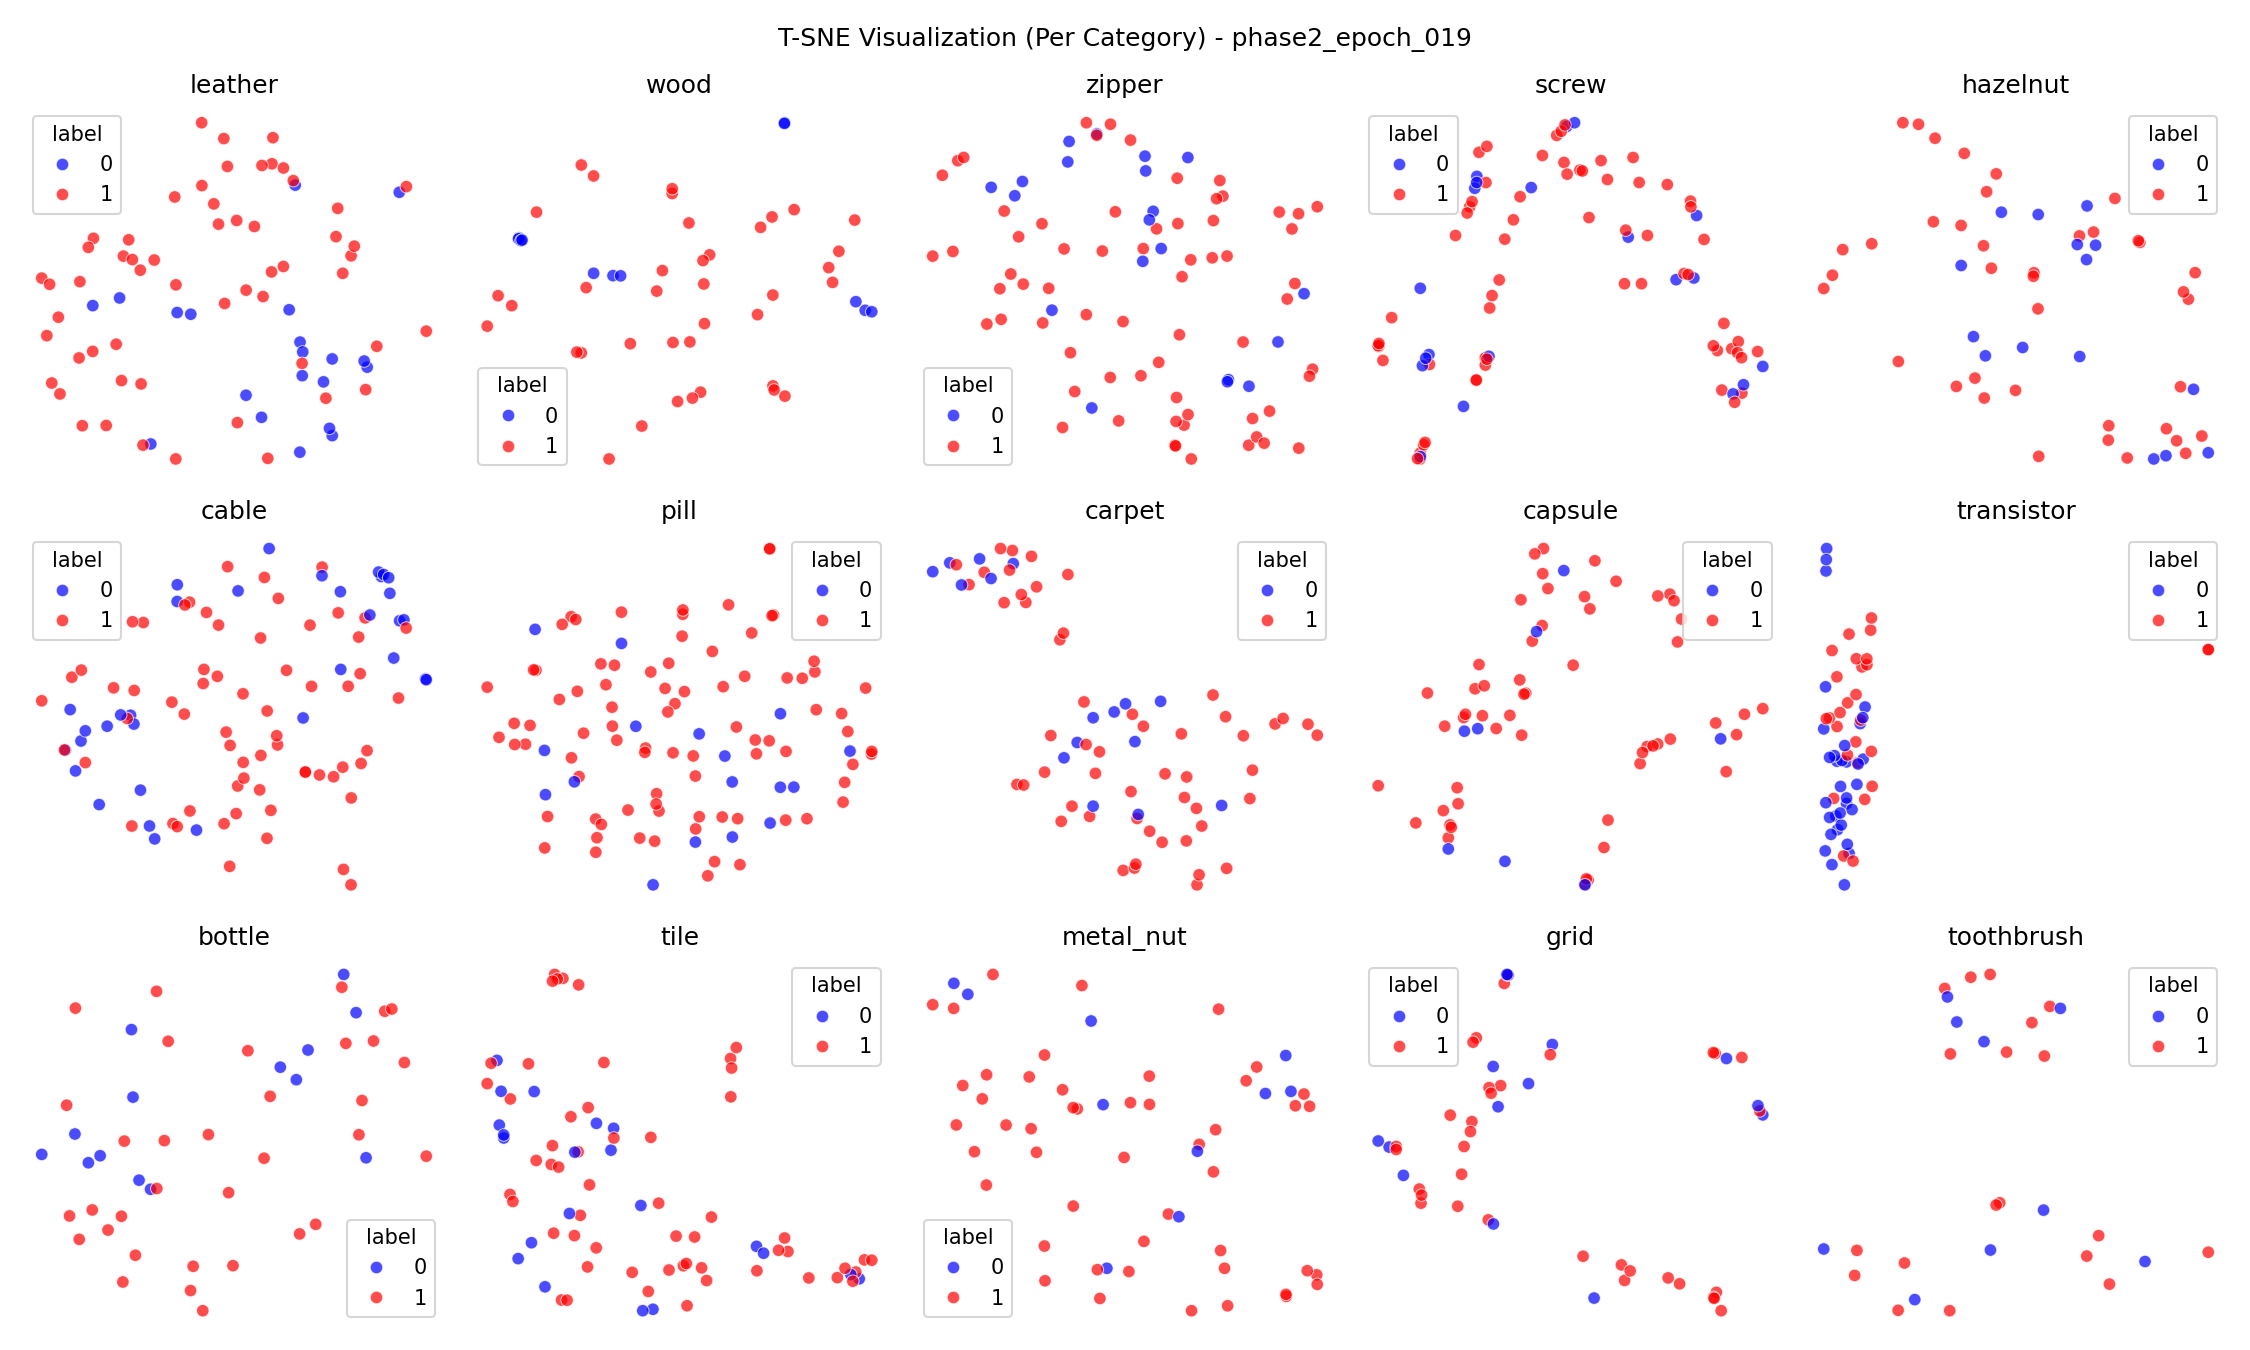 T-SNE Visualization (Per Category) - phase2_epoch_019
leather
wood
zipper
screw
hazelnut
label
0
1
label
0
1
label
0
1
label
0
1
label
0
1
cable
pill
carpet
capsule
transistor
label
0
1
label
0
1
label
0
1
label
0
1
label
0
1
bottle
tile
metal_nut
grid
toothbrush
label
0
1
label
0
1
label
0
1
label
0
1
label
0
1